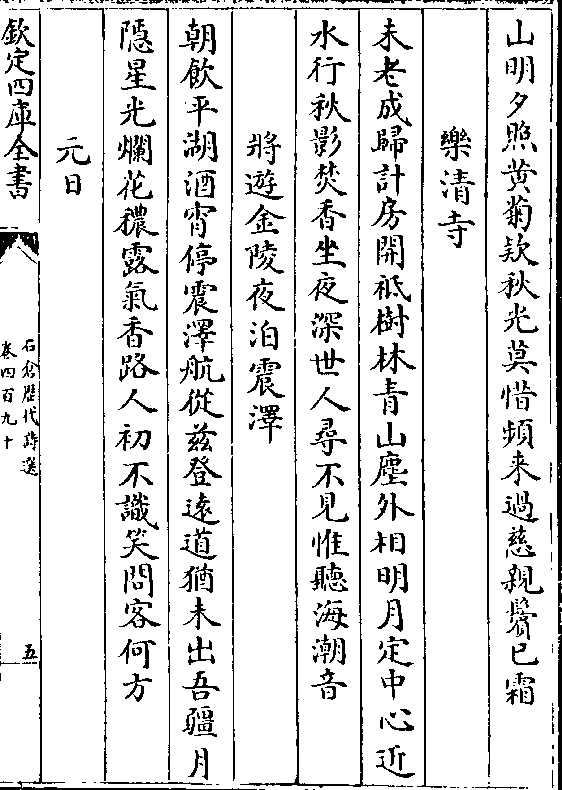 山明夕照黄菊欵秋光莫惜頻来過慈親鬢已霜
樂清寺
未老成歸計房開祗樹林青山塵外相明月定中心近
水行秋影焚香坐夜深世人尋不見惟聽海潮音
將遊金陵夜泊震澤
朝飲平湖酒宵停震澤航從兹登逺道猶未出吾疆月
隠星光爛花穠露氣香路人初不識笑問客何方
元日
欽定四庫全書
石倉歴代詩選
卷四百九十
五